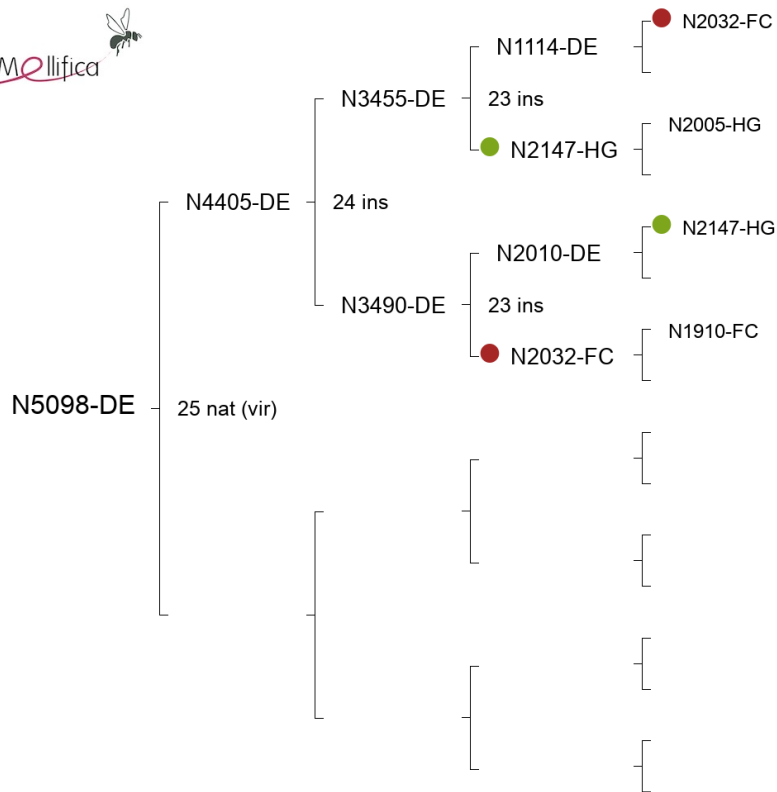 Mellifica
N2032-FC
N1114-DE
N3455-DE
23 ins
N2005-HG
N2147-HG
N4405-DE
24 ins
N2147-HG
N2010-DE
N3490-DE
23 ins
N1910-FC
N2032-FC
N5098-DE
25 nat (vir)